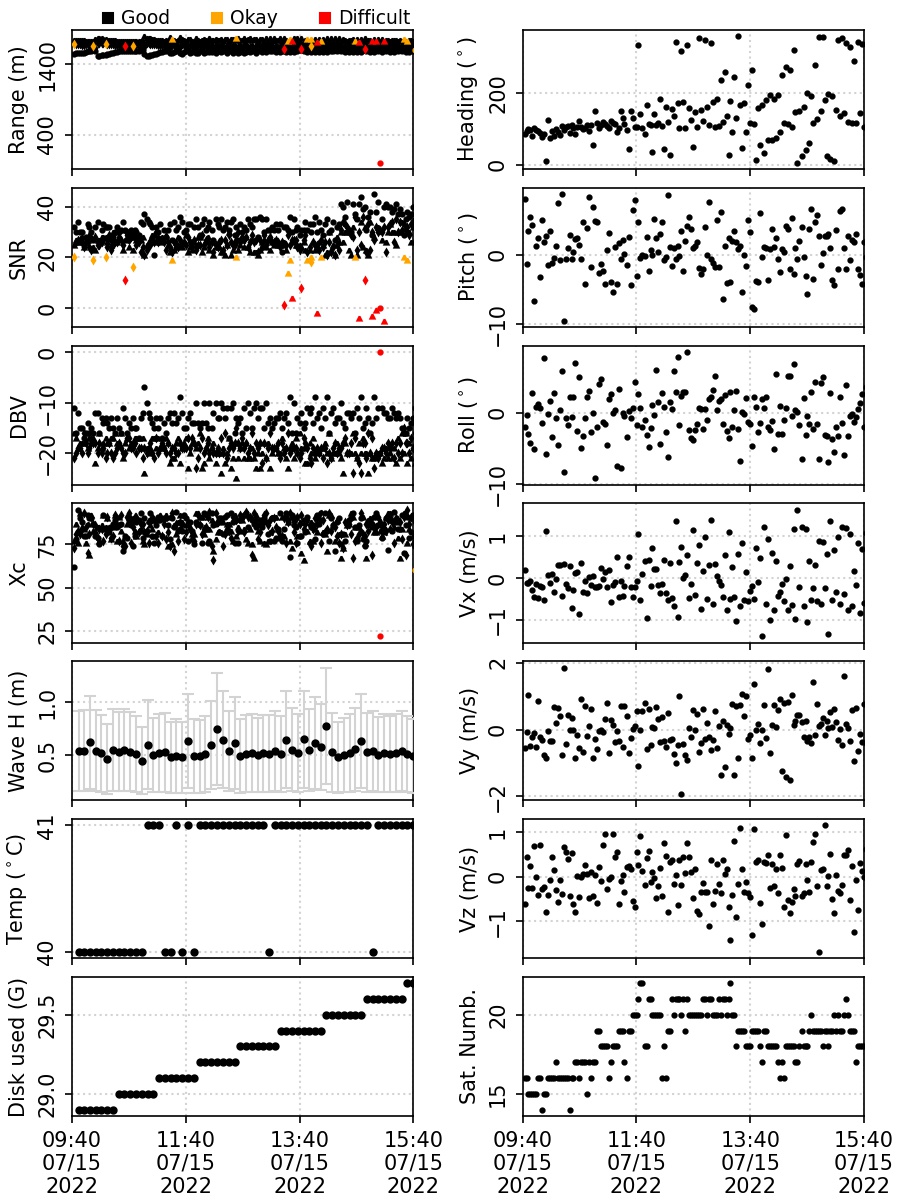 Good Okay Difficult
Range (m) 1400 400
Heading (°) 200 0
SNR 40 20 0
Pitch (°) 0 −10
DBV 0 −10 −20
Roll (°) 0 −10
Xc 75 50 25
Vx (m/s) 1 0 −1
Wave H (m) 1.0 0.5
Vy (m/s) 2 0 −2
Temp (°C) 41 40
Vz (m/s) 1 0 −1
Disk used (G) 29.5 29.0
Sat. Numb. 20 15
09:40 11:40 13:40 15:40 09:40 11:40 13:40 15:40
07/15 07/15 07/15 07/15 07/15 07/15 07/15 07/15
2022 2022 2022 2022 2022 2022 2022 2022